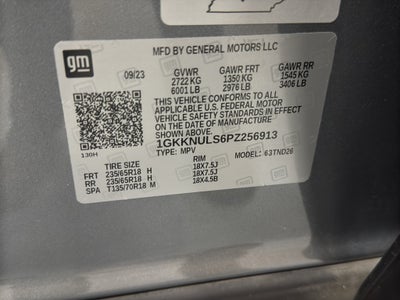 MFD BY GENERAL MOTORS LLC
gm
09/23 GVWR GAWR FRT GAWR RR
2722 KG 1350 KG 1545 KG
6001 LB 2976 LB 3406 LB
THIS VEHICLE CONFORMS TO ALL
APPLICABLE U.S. FEDERAL MOTOR
VEHICLE SAFETY STANDARDS IN EFFECT
ON THE DATE OF MANUFACTURE
SHOWN ABOVE.
1GKKNULS6PZ256913
130H TYPE: MPV MODEL: 63TND26
TIRE SIZE RIM
FRT 235/65R18 H 18X7.5J
RR 235/65R18 H 18X7.5J
SPA T135/70R18 M 18X4.5B